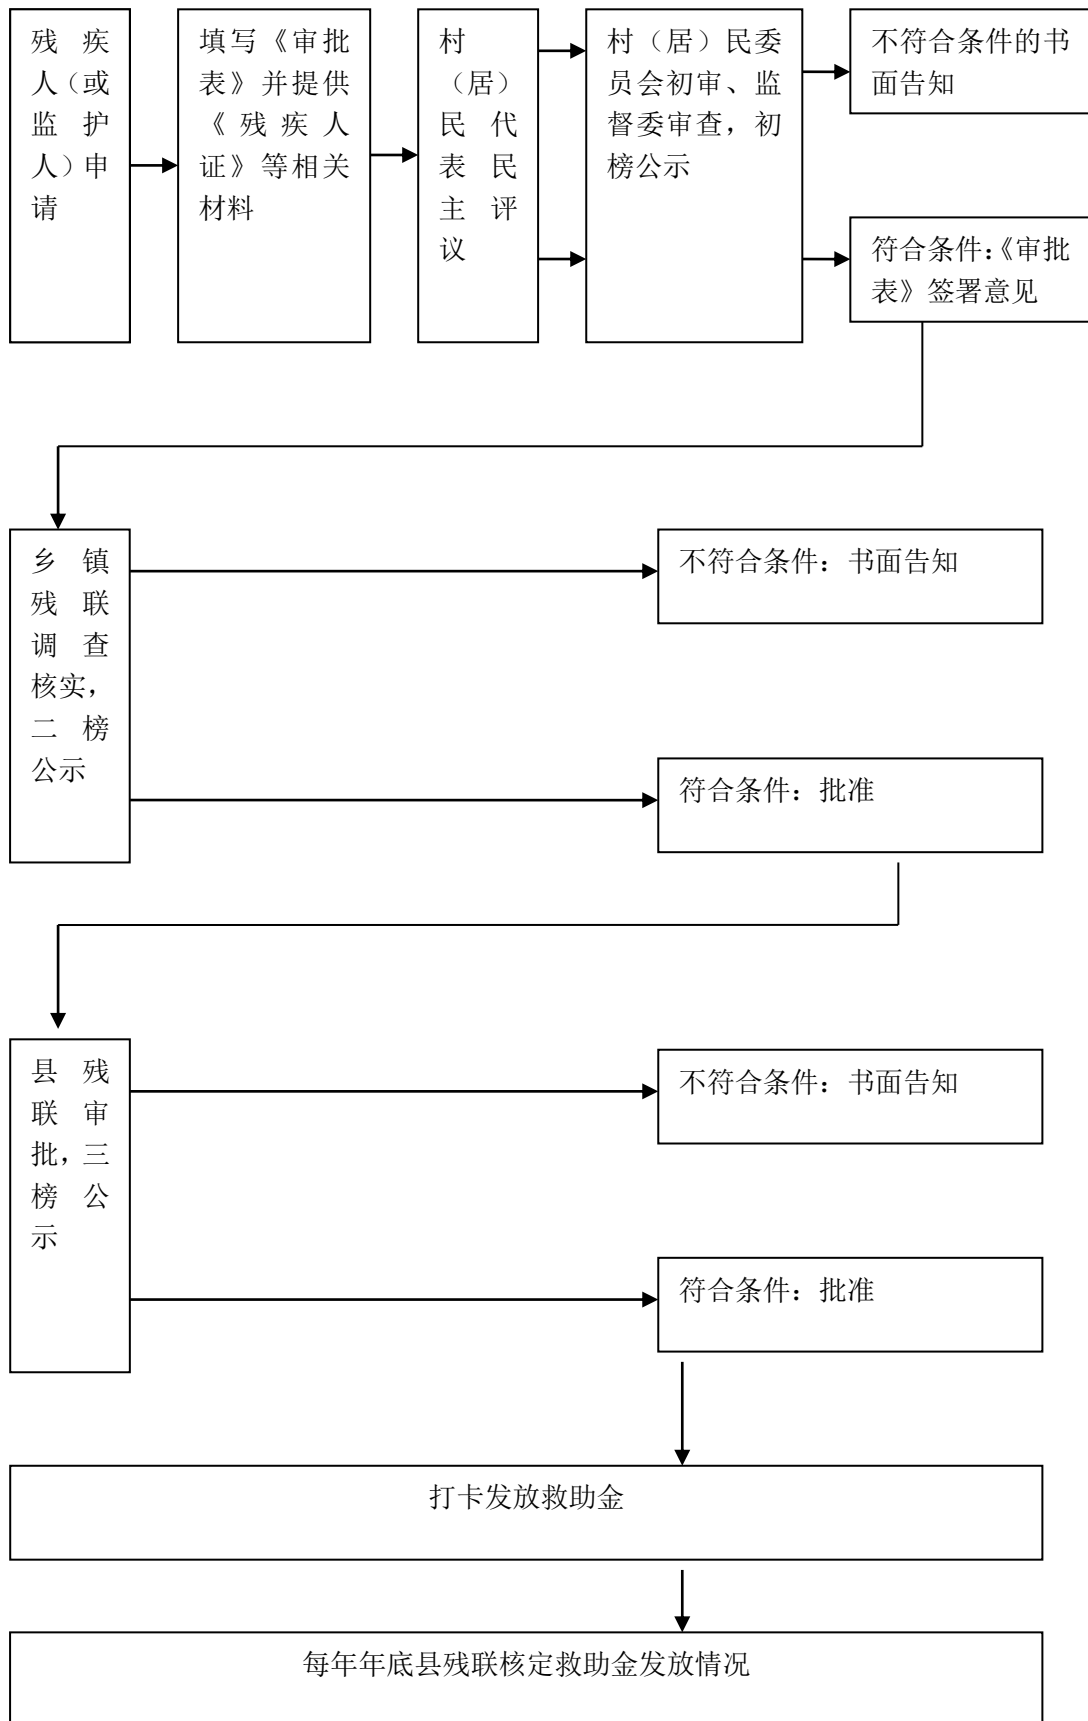 残疾
人（或
监护
人）申
请
填写《审批
表》并提供
《残疾人
证》等相关
材料
村
（居）
民代
表民
主评
议
村（居）民委
员会初审、监
督委审查，初
榜公示
不符合条件的书
面告知
符合条件：《审批
表》签署意见
乡镇
残联
调查
核实，
二榜
公示
不符合条件：书面告知
符合条件：批准
县残
联审
批，三
榜公
示
不符合条件：书面告知
符合条件：批准
打卡发放救助金
每年年底县残联核定救助金发放情况